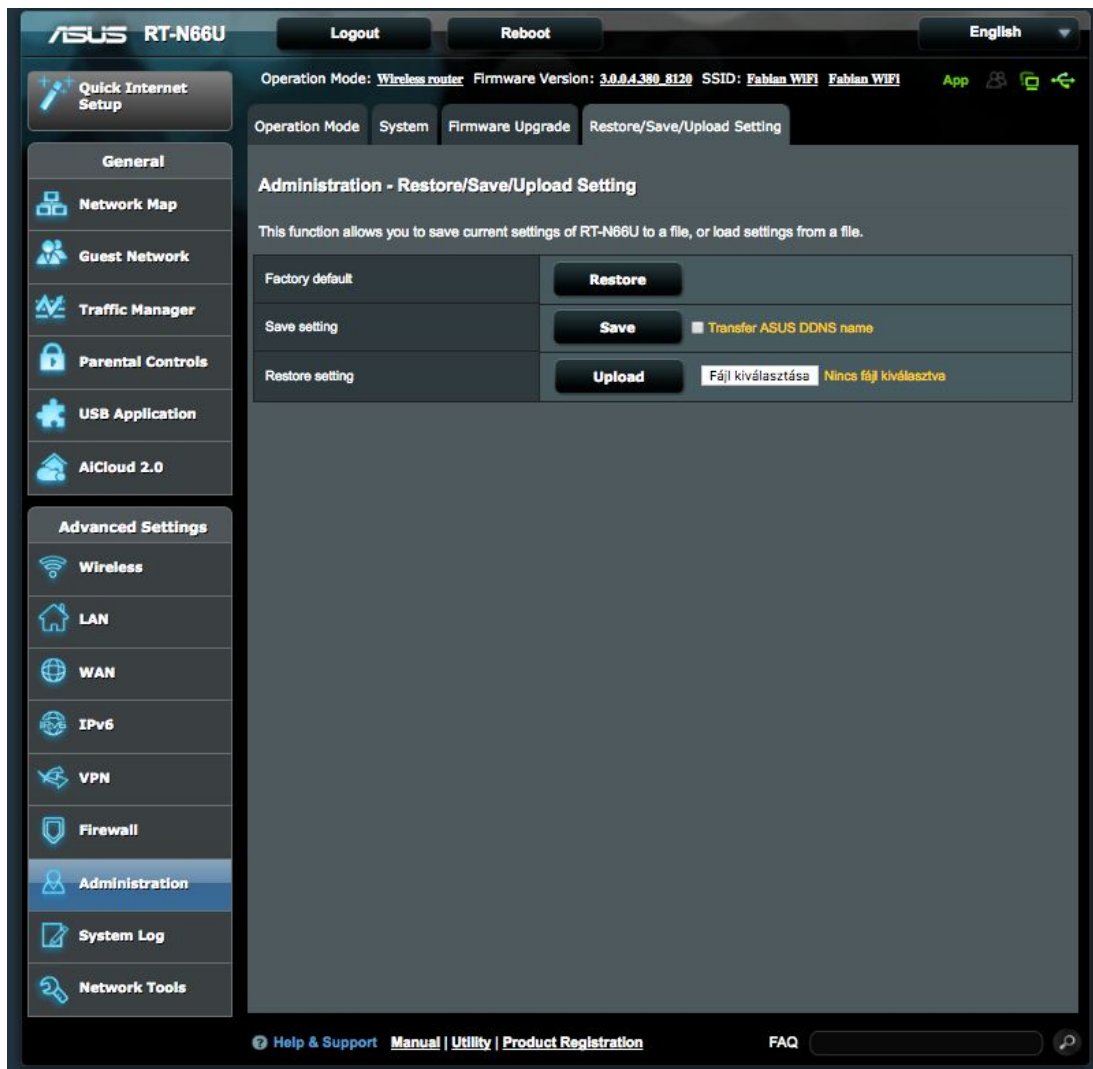 ASUS RT-N66U
Logout
Reboot
English
Quick Internet
Setup
Operation Mode: Wireless router Firmware Version: 3.0.0.4.380_8120 SSID: Fabian WIFI Fabian WIFI
App
Operation Mode
System
Firmware Upgrade
Restore/Save/Upload Setting
General
Network Map
Guest Network
Traffic Manager
Parental Controls
USB Application
AiCloud 2.0
Administration - Restore/Save/Upload Setting
This function allows you to save current settings of RT-N66U to a file, or load settings from a file.
Factory default
Restore
Save setting
Save
Transfer ASUS DDNS name
Restore setting
Upload
Fájl kiválasztása Nincs fájl kiválasztva
Advanced Settings
Wireless
LAN
WAN
IPv6
IPv6
VPN
Firewall
Administration
System Log
Network Tools
Help & Support Manual | Utility | Product Registration
FAQ